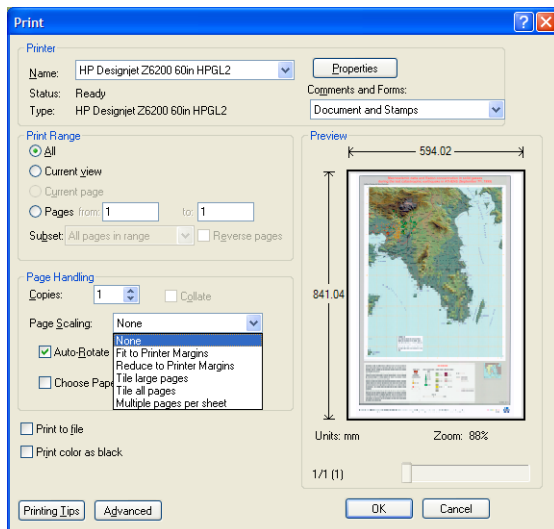 Print
Printer
Name: HP Designjet Z6200 60in HPGL2
Properties
Status: Ready
Type: HP Designjet Z6200 60in HPGL2
Comments and Forms:
Document and Stamps
Print Range
All
Current view
Current page
Pages from: 1 to: 1
Subset: All pages in range
Reverse pages
Page Handling
Copies: 1
Collate
Page Scaling: None
None
Fit to Printer Margins
Reduce to Printer Margins
Tile large pages
Tile all pages
Multiple pages per sheet
Auto-Rotate
Choose Pape
Print to file
Print color as black
Preview
594.02
841.04
Units: mm Zoom: 88%
1/1 (1)
Printing Tips
Advanced
OK
Cancel